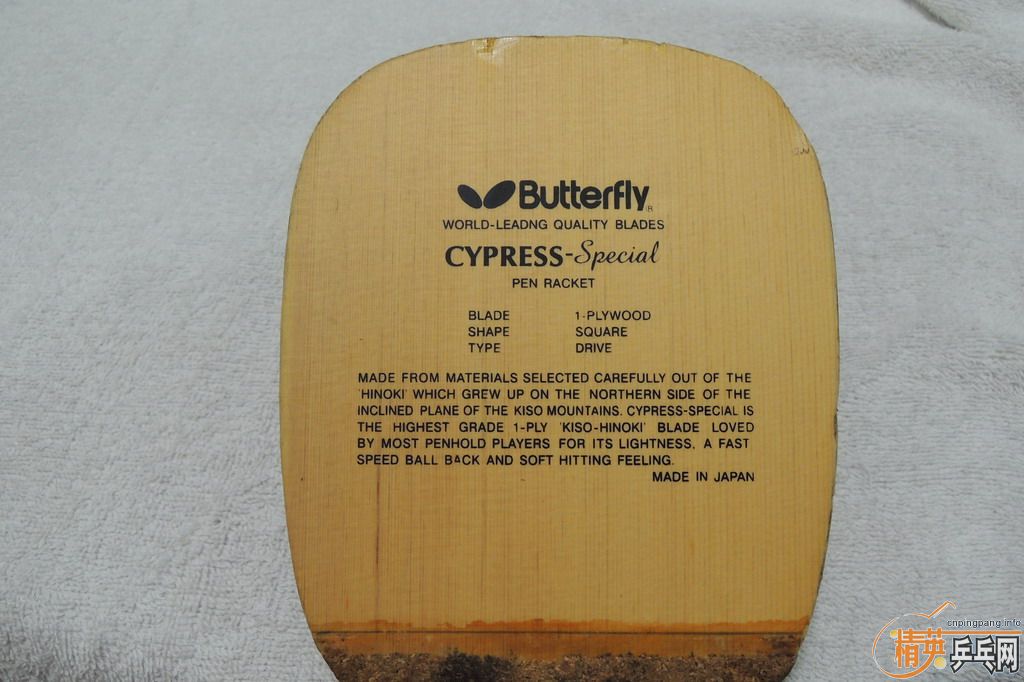 Butterfly
WORLD-LEADNG QUALITY BLADES
CYPRESS-Special
PEN RACKET
BLADE 1-PLYWOOD
SHAPE SQUARE
TYPE DRIVE
MADE FROM MATERIALS SELECTED CAREFULLY OUT OF THE
'HINOKI' WHICH GREW UP ON THE NORTHERN SIDE OF THE
INCLINED PLANE OF THE KISO MOUNTAINS. CYPRESS-SPECIAL IS
THE HIGHEST GRADE 1-PLY 'KISO-HINOKI' BLADE LOVED
BY MOST PENHOLD PLAYERS FOR ITS LIGHTNESS. A FAST
SPEED BALL BACK AND SOFT HITTING FEELING.
MADE IN JAPAN
cnpingpang.info
精英乒乓网